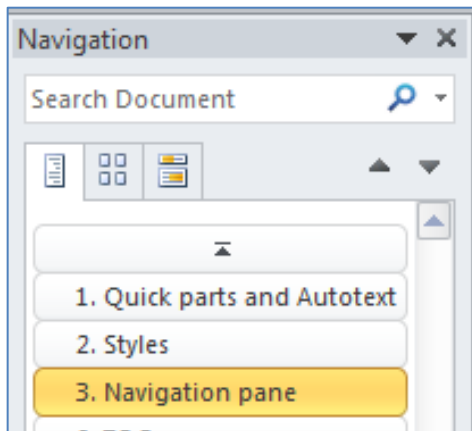 Navigation
Search Document
1. Quick parts and Autotext
2. Styles
3. Navigation pane